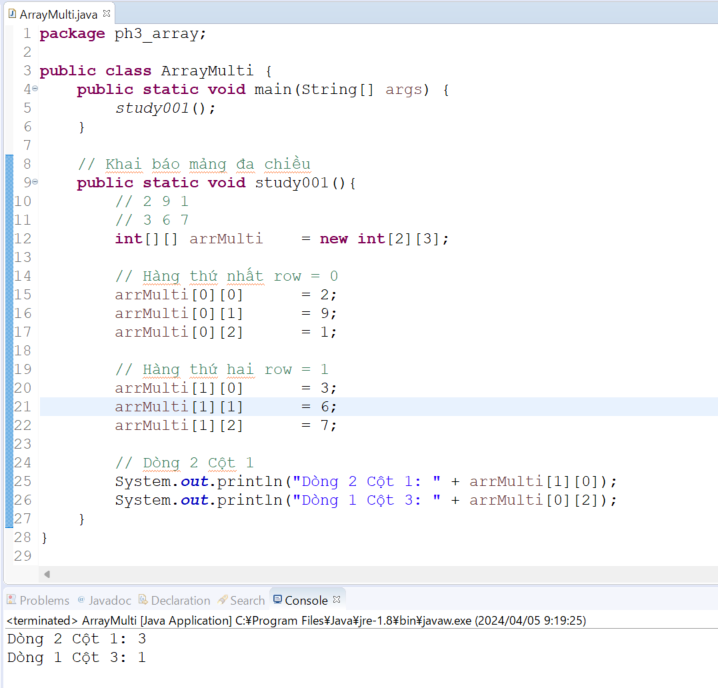 ArrayMulti.java
1 package ph3_array;
2
3 public class ArrayMulti {
4 public static void main(String[] args) {
5 study001();
6 }
7
8 // Khai báo mảng đa chiều
9 public static void study001(){
10 // 2 9 1
11 // 3 6 7
12 int[][] arrMulti = new int[2][3];
13
14 // Hàng thứ nhất row = 0
15 arrMulti[0][0] = 2;
16 arrMulti[0][1] = 9;
17 arrMulti[0][2] = 1;
18
19 // Hàng thứ hai row = 1
20 arrMulti[1][0] = 3;
21 arrMulti[1][1] = 6;
22 arrMulti[1][2] = 7;
23
24 // Dòng 2 Cột 1
25 System.out.println("Dòng 2 Cột 1: " + arrMulti[1][0]);
26 System.out.println("Dòng 1 Cột 3: " + arrMulti[0][2]);
27 }
28 }
29
Problems Javadoc Declaration Search Console
<terminated> ArrayMulti [Java Application] C:¥Program Files¥Java¥jre-1.8¥bin¥javaw.exe (2024/04/05 9:19:25)
Dòng 2 Cột 1: 3
Dòng 1 Cột 3: 1